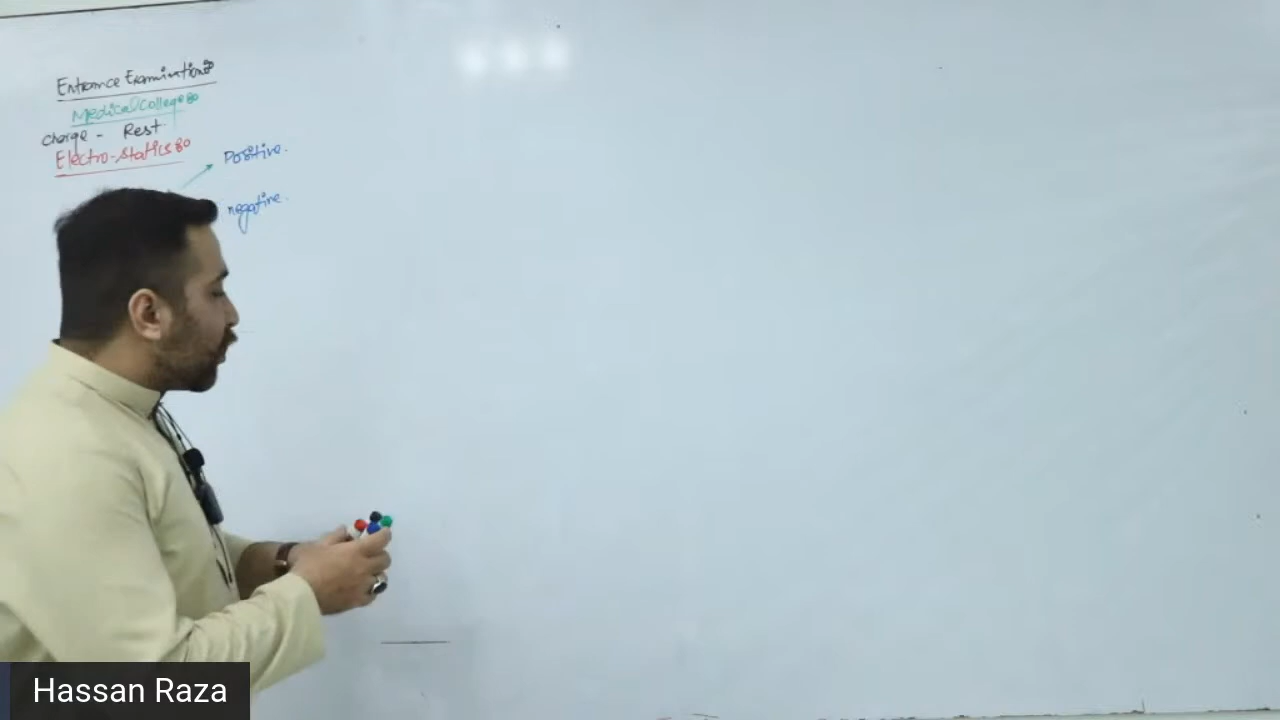 Entrance Examination:
Medical College:
charge - Rest
Electro-statics:
Positive.
negative.
Hassan Raza